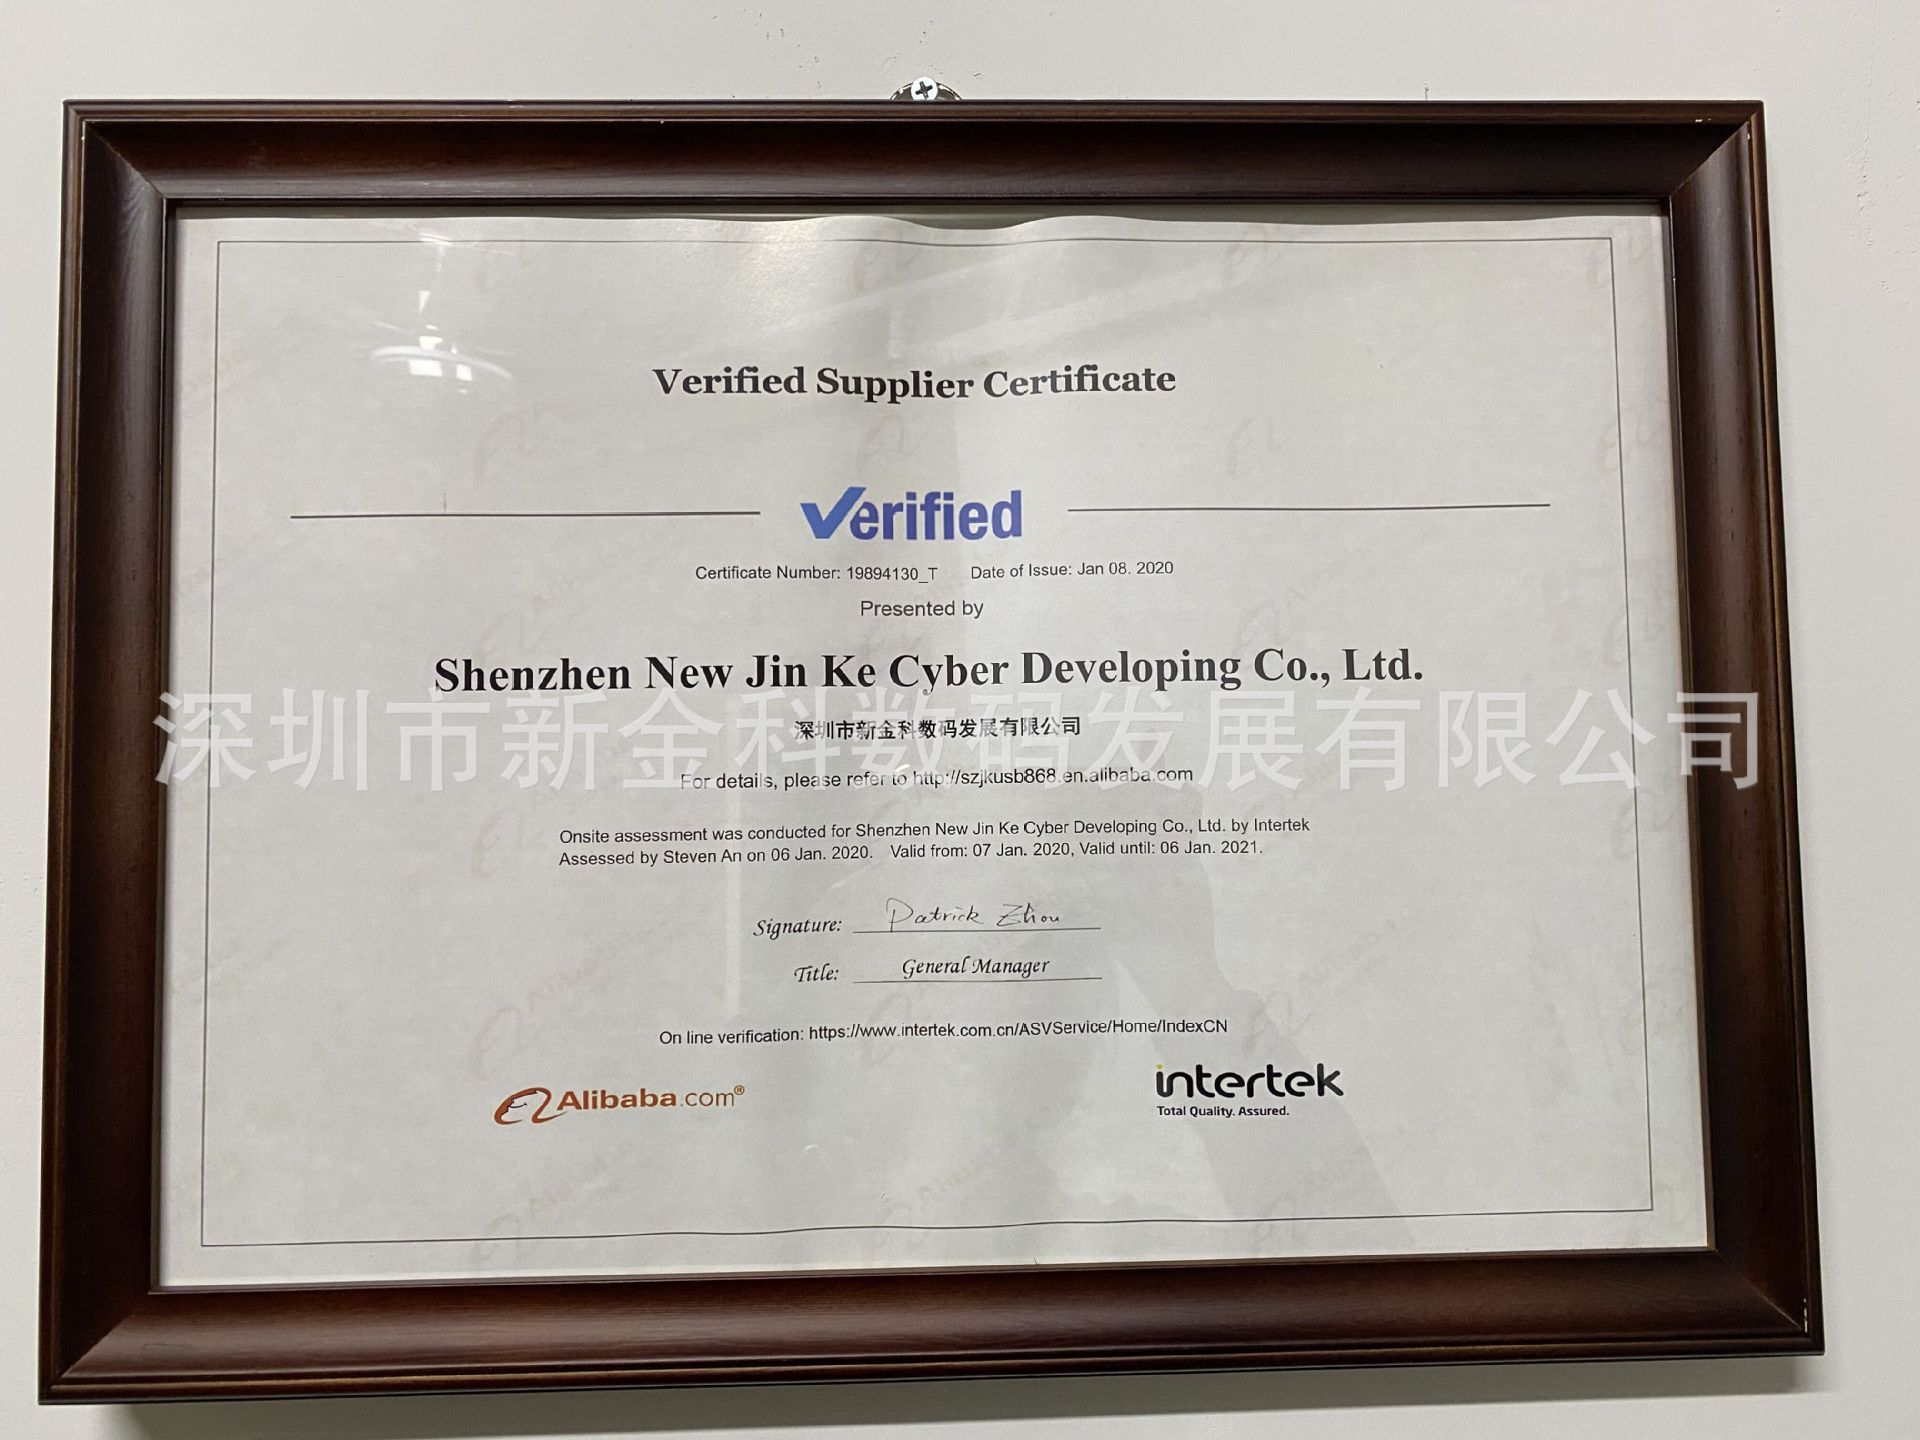 Verified Supplier Certificate
Verified
Certificate Number: 19894130_T Date of Issue: Jan 08. 2020
Presented by
Shenzhen New Jin Ke Cyber Developing Co., Ltd.
深圳市新金科数码发展有限公司
深圳市新金科数码发展有限公司
For details, please refer to http://szjkusb868.en.alibaba.com
Onsite assessment was conducted for Shenzhen New Jin Ke Cyber Developing Co., Ltd. by Intertek
Assessed by Steven An on 06 Jan. 2020. Valid from: 07 Jan. 2020, Valid until: 06 Jan. 2021.
Signature: Patrick Zhou
Title: General Manager
On line verification: https://www.intertek.com.cn/ASVService/Home/IndexCN
Alibaba.com®
intertek
Total Quality. Assured.